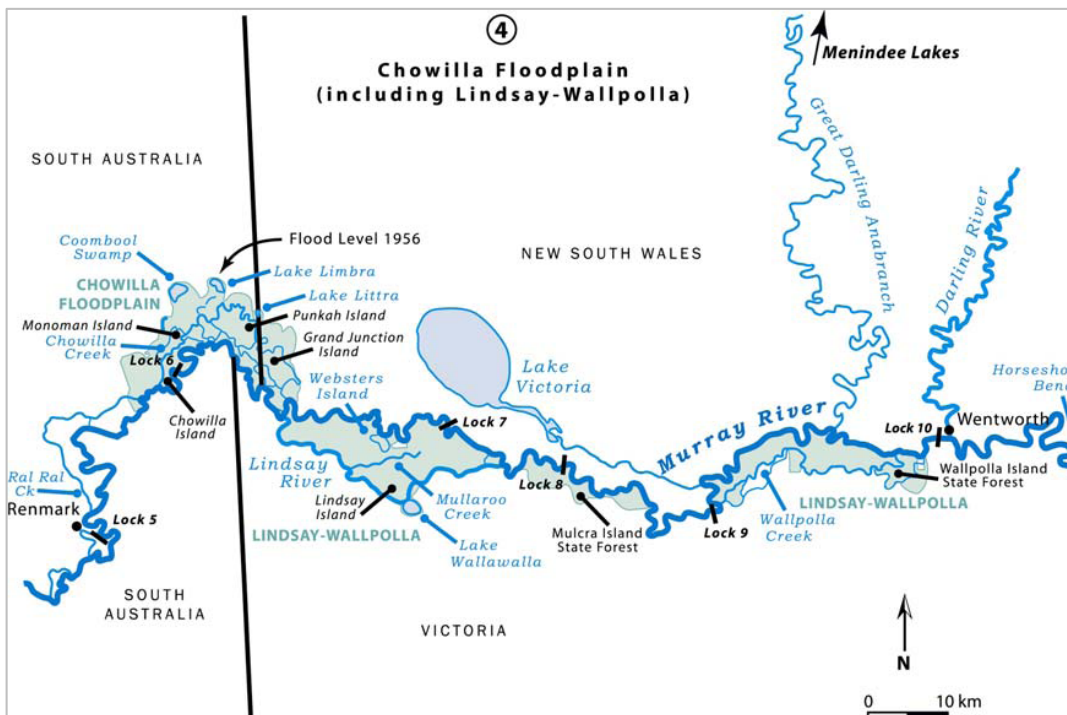 ④
Chowilla Floodplain
(including Lindsay-Wallpolla)
Menindee Lakes
Great Darling Anabranch
Darling River
SOUTH AUSTRALIA
NEW SOUTH WALES
Coombool
Swamp
Flood Level 1956
Lake Limbra
CHOWILLA
FLOODPLAIN
Lake Littra
Punkah Island
Monoman Island
Grand Junction
Island
Chowilla
Creek
Lock 6
Websters
Island
Lake
Victoria
Chowilla
Island
Lock 7
Murray River
Lock 10
Wentworth
Horsesho
Bend
Lindsay
River
Lock 8
Ral Ral
Ck
Renmark
Lock 5
Lindsay
Island
Mullaroo
Creek
LINDSAY-WALLPOLLA
Lake
Wallawalla
Mulcra Island
State Forest
Lock 9
Wallpolla
Creek
Wallpolla Island
State Forest
LINDSAY-WALLPOLLA
SOUTH
AUSTRALIA
VICTORIA
N
0 10 km